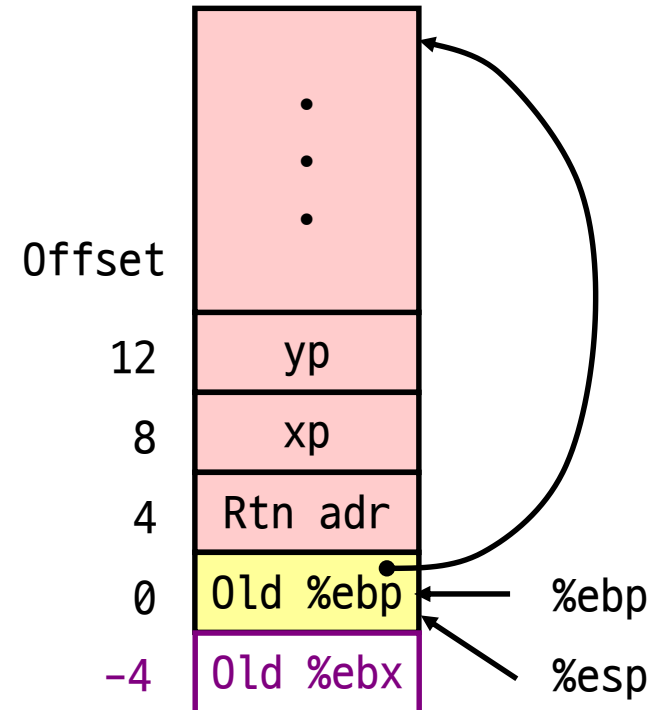 Offset
12 yp
8 xp
4 Rtn adr
0 Old %ebp %ebp
-4 Old %ebx %esp